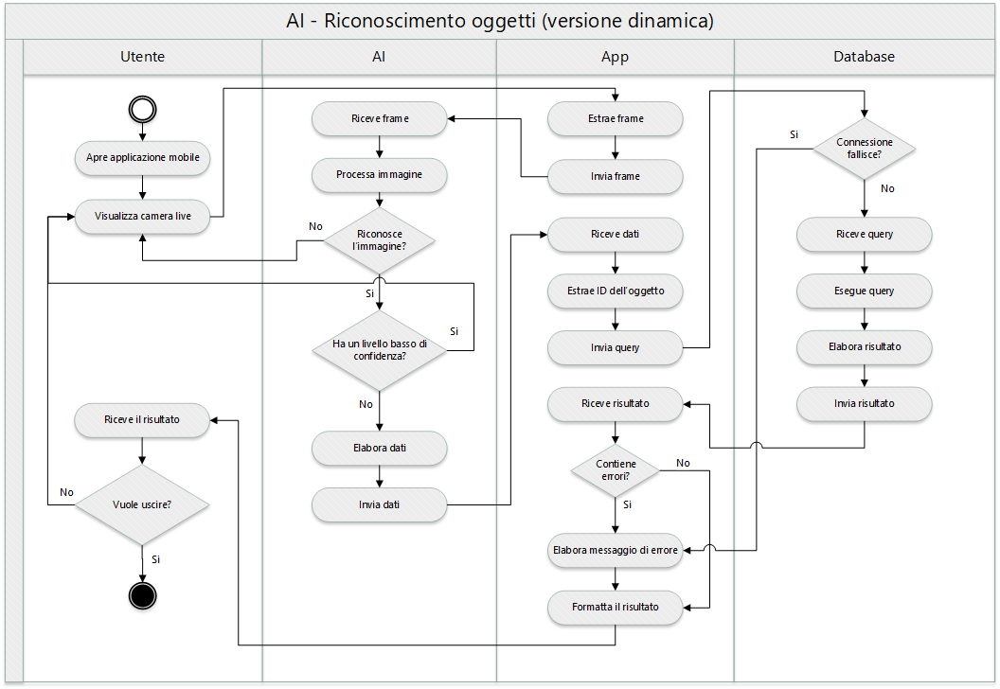 AI - Riconoscimento oggetti (versione dinamica)
Utente
AI
App
Database
Apre applicazione mobile
Visualizza camera live
Riceve il risultato
Vuole uscire?
No
Si
Riceve frame
Processa immagine
Riconosce
l'immagine?
No
Si
Ha un livello basso di
confidenza?
Si
No
Elabora dati
Invia dati
Estrae frame
Invia frame
Riceve dati
Estrae ID dell'oggetto
Invia query
Riceve risultato
Contiene
errori?
No
Si
Elabora messaggio di errore
Formatta il risultato
Connessione
fallisce?
Si
No
Riceve query
Esegue query
Elabora risultato
Invia risultato